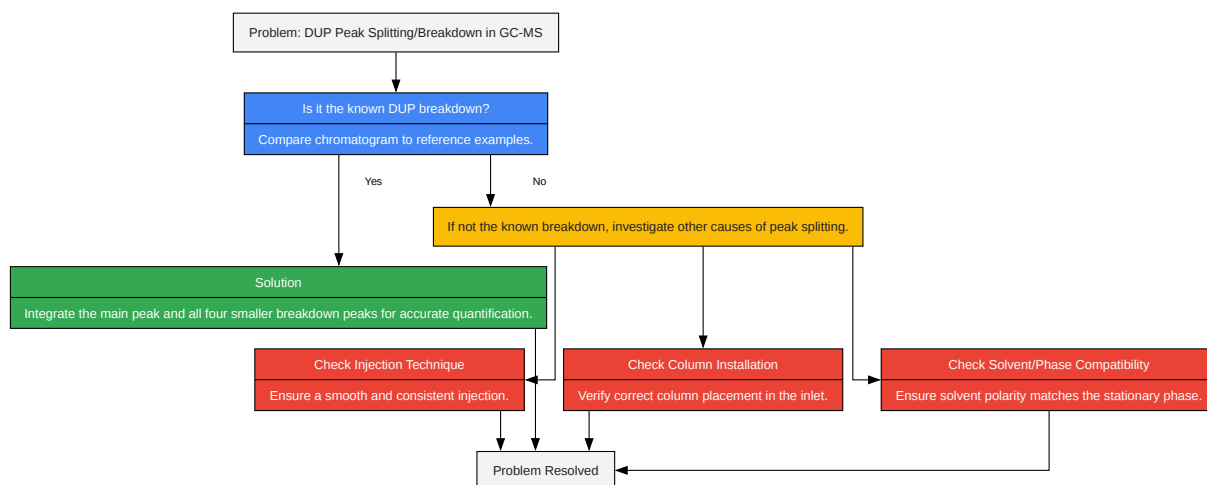 Problem: DUP Peak Splitting/Breakdown in GC-MS
Is it the known DUP breakdown?
Compare chromatogram to reference examples.
Yes
No
If not the known breakdown, investigate other causes of peak splitting.
Solution
Integrate the main peak and all four smaller breakdown peaks for accurate quantification.
Check Injection Technique
Ensure a smooth and consistent injection.
Check Column Installation
Verify correct column placement in the inlet.
Check Solvent/Phase Compatibility
Ensure solvent polarity matches the stationary phase.
Problem Resolved